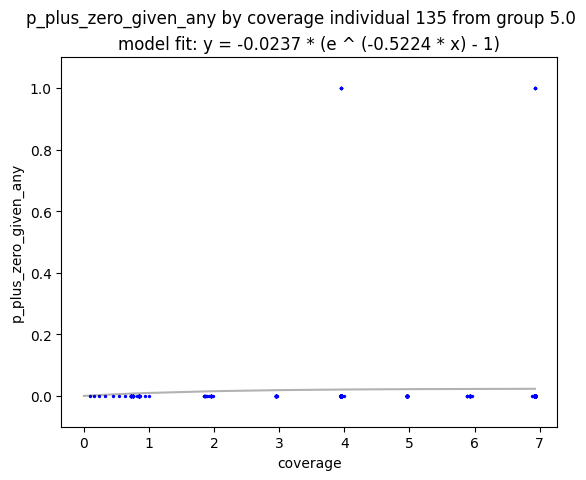 p_plus_zero_given_any by coverage individual 135 from group 5.0
model fit: y = -0.0237 * (e ^ (-0.5224 * x) - 1)
p_plus_zero_given_any
1.0
0.8
0.6
0.4
0.2
0.0
0 1 2 3 4 5 6 7
coverage